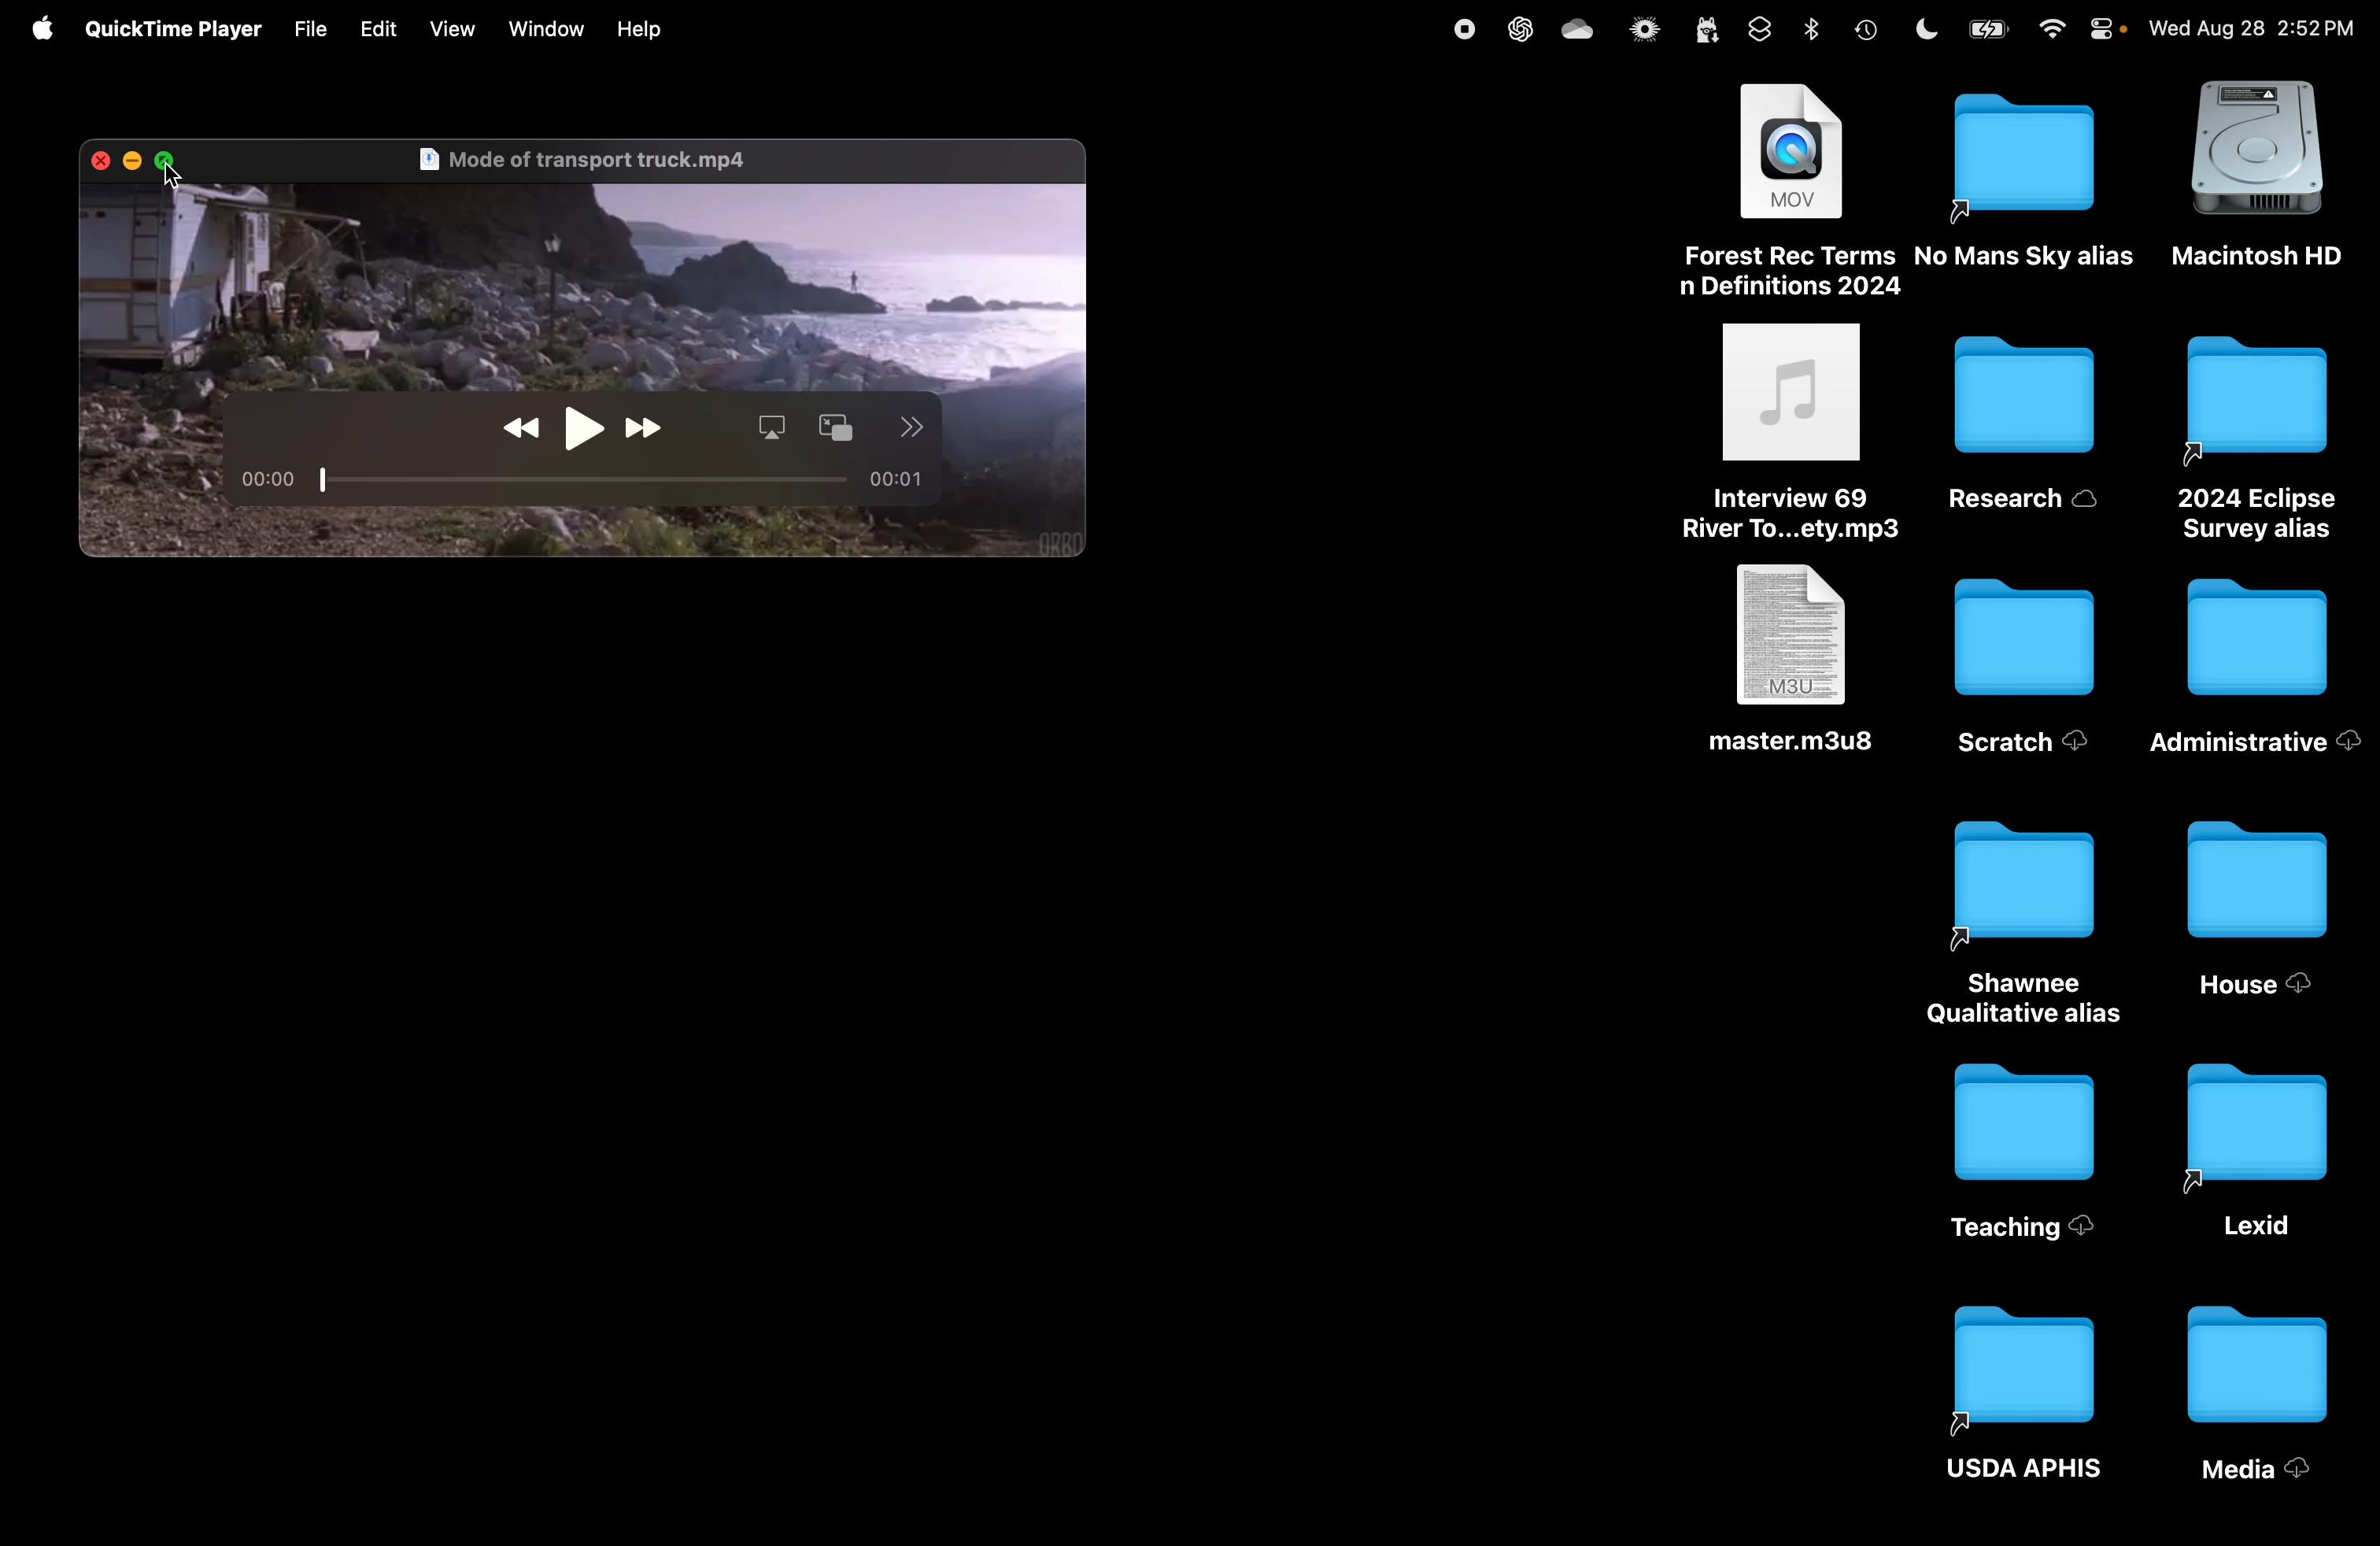 QuickTime Player File Edit View Window Help Wed Aug 28 2:52 PM
Mode of transport truck.mp4
00:00 00:01
ORBO
MOV
Forest Rec Terms
n Definitions 2024
No Mans Sky alias
Macintosh HD
Interview 69
River To...ety.mp3
Research
2024 Eclipse
Survey alias
M3U
master.m3u8
Scratch
Administrative
Shawnee
Qualitative alias
House
Teaching
Lexid
USDA APHIS
Media